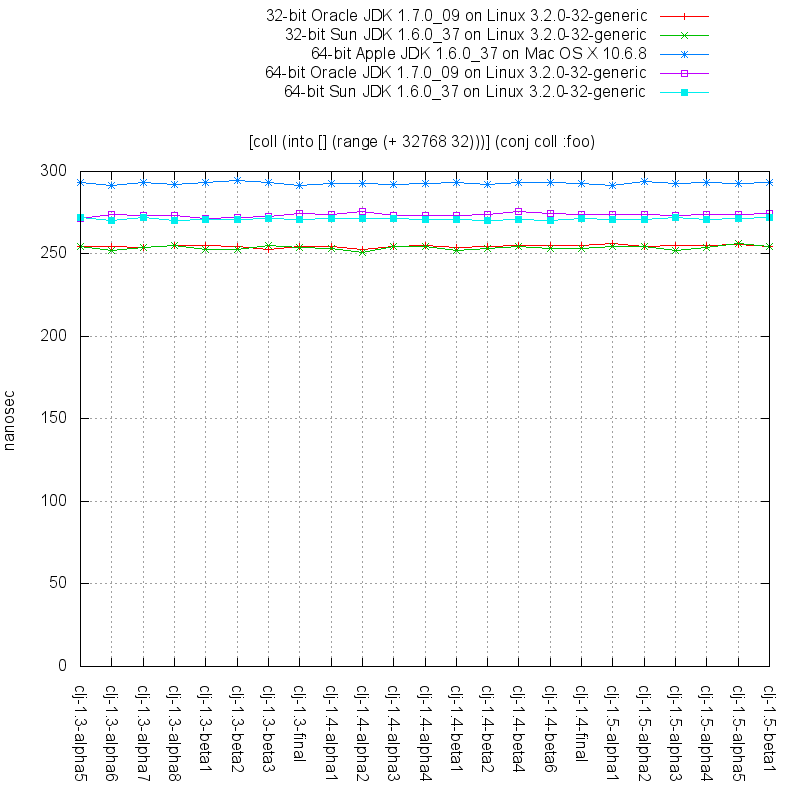 32-bit Oracle JDK 1.7.0_09 on Linux 3.2.0-32-generic
32-bit Sun JDK 1.6.0_37 on Linux 3.2.0-32-generic
64-bit Apple JDK 1.6.0_37 on Mac OS X 10.6.8
64-bit Oracle JDK 1.7.0_09 on Linux 3.2.0-32-generic
64-bit Sun JDK 1.6.0_37 on Linux 3.2.0-32-generic
[coll (into [] (range (+ 32768 32)))] (conj coll :foo)
300
250
200
150
100
50
0
nanosec
clj-1.3-alpha5
clj-1.3-alpha6
clj-1.3-alpha7
clj-1.3-alpha8
clj-1.3-beta1
clj-1.3-beta2
clj-1.3-beta3
clj-1.3-final
clj-1.4-alpha1
clj-1.4-alpha2
clj-1.4-alpha3
clj-1.4-alpha4
clj-1.4-beta1
clj-1.4-beta2
clj-1.4-beta4
clj-1.4-beta6
clj-1.4-final
clj-1.5-alpha1
clj-1.5-alpha2
clj-1.5-alpha3
clj-1.5-alpha4
clj-1.5-alpha5
clj-1.5-beta1